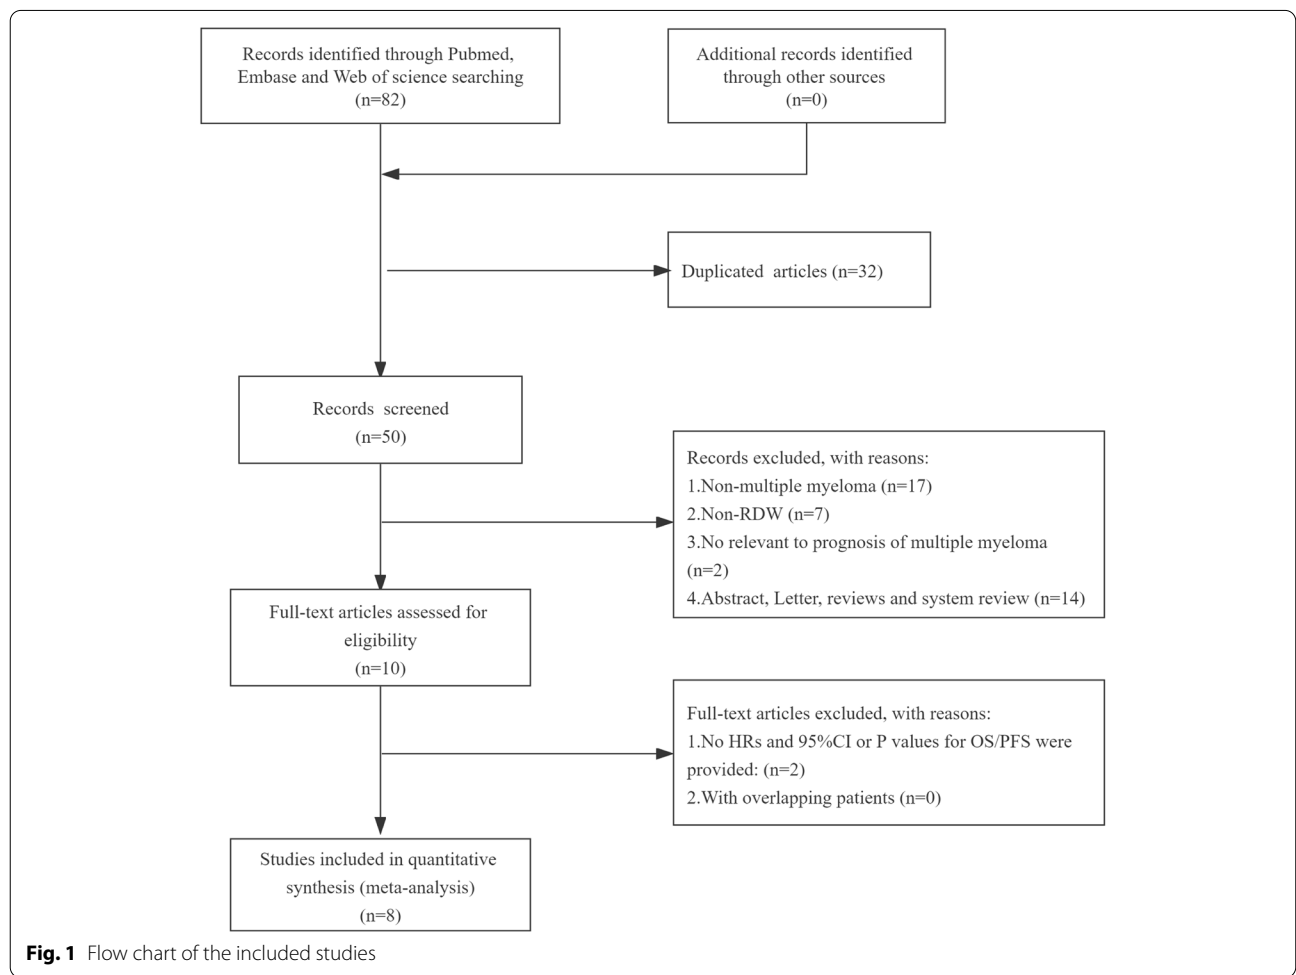 Records identified through Pubmed,
Embase and Web of science searching
(n=82)
Additional records identified
through other sources
(n=0)
Duplicated articles (n=32)
Records screened
(n=50)
Records excluded, with reasons:
1.Non-multiple myeloma (n=17)
2.Non-RDW (n=7)
3.No relevant to prognosis of multiple myeloma
(n=2)
4.Abstract, Letter, reviews and system review (n=14)
Full-text articles assessed for
eligibility
(n=10)
Full-text articles excluded, with reasons:
1.No HRs and 95%CI or P values for OS/PFS were
provided: (n=2)
2.With overlapping patients (n=0)
Studies included in quantitative
synthesis (meta-analysis)
(n=8)
Fig. 1 Flow chart of the included studies